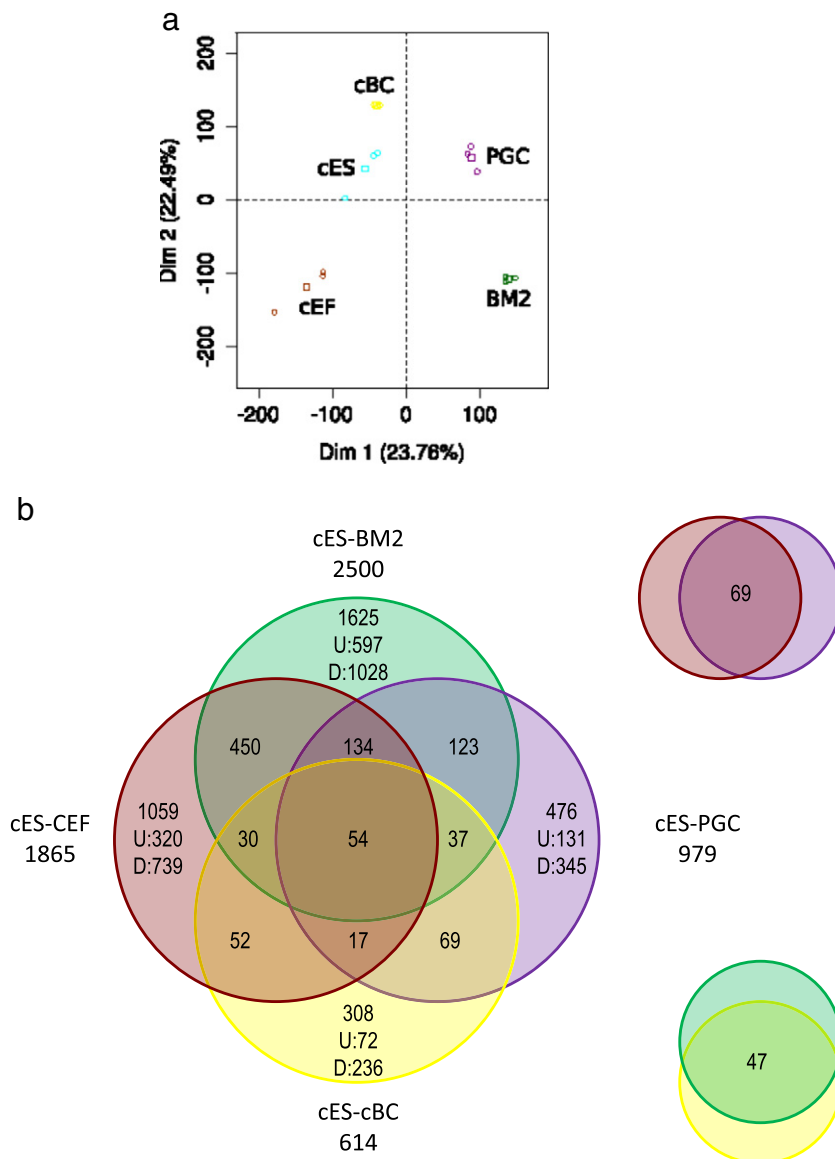 a
200
100
0
-100
-200
Dim 2 (22.49%)
cBC
cES
PGC
cEF
BM2
-200 -100 0 100
Dim 1 (23.76%)
b
cES-BM2
2500
1625
U:597
D:1028
69
450 134 123
cES-CEF
1865
1059
U:320
D:739
30 54 37
476
U:131
D:345
cES-PGC
979
52 17 69
308
U:72
D:236
47
cES-cBC
614